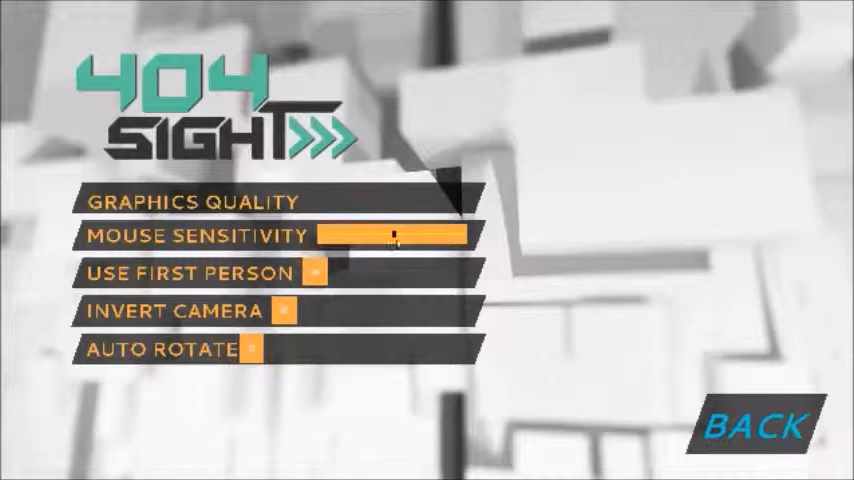 404
SIGHT>>>
GRAPHICS QUALITY
MOUSE SENSITIVITY
USE FIRST PERSON
INVERT CAMERA
AUTO ROTATE
BACK